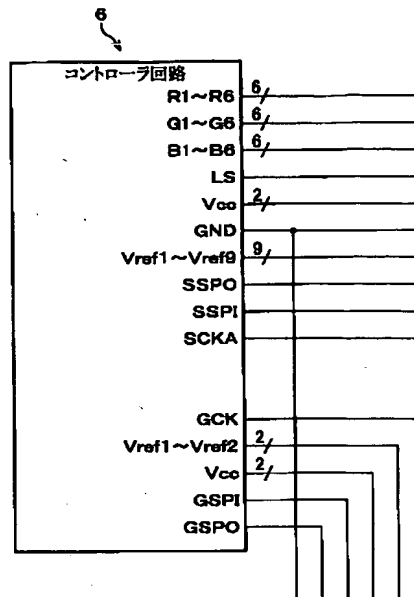 6
コントローラ回路
R1～R6 6/
G1～G6 6/
B1～B6 6/
LS
Vcc 2/
GND
Vref1～Vref9 9/
SSPO
SSPI
SCKA
GCK
Vref1～Vref2 2/
Vcc 2/
GSPI
GSPO